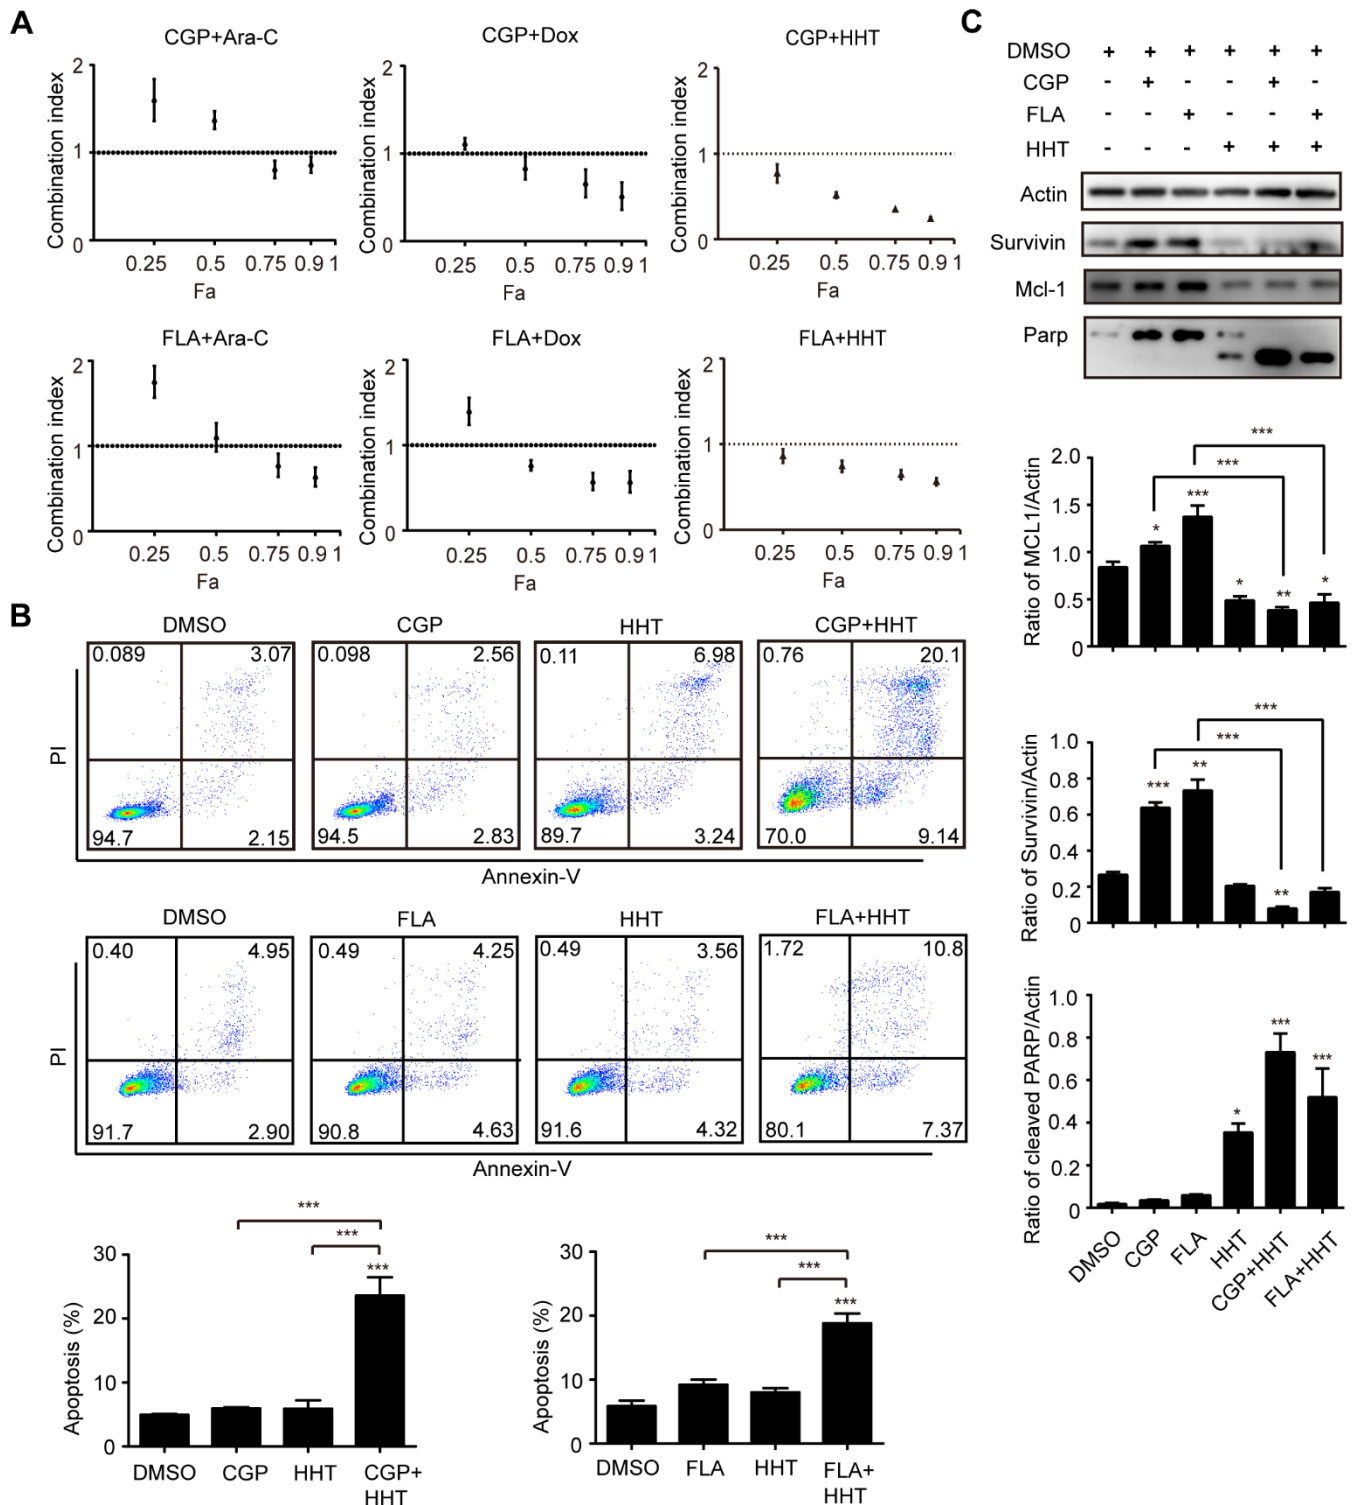 A
CGP+Ara-C
Combination index
2
1
0
0.25 0.5 0.75 0.9 1
Fa
CGP+Dox
Combination index
2
1
0
0.25 0.5 0.75 0.9 1
Fa
CGP+HHT
Combination index
2
1
0
0.25 0.5 0.75 0.9 1
Fa
FLA+Ara-C
Combination index
2
1
0
0.25 0.5 0.75 0.9 1
Fa
FLA+Dox
Combination index
2
1
0
0.25 0.5 0.75 0.9 1
Fa
FLA+HHT
Combination index
2
1
0
0.25 0.5 0.75 0.9 1
Fa
B
DMSO CGP HHT CGP+HHT
PI
0.089 3.07 0.098 2.56 0.11 6.98 0.76 20.1
94.7 2.15 94.5 2.83 89.7 3.24 70.0 9.14
Annexin-V
DMSO FLA HHT FLA+HHT
PI
0.40 4.95 0.49 4.25 0.49 3.56 1.72 10.8
91.7 2.90 90.8 4.63 91.6 4.32 80.1 7.37
Annexin-V
Apoptosis (%)
30
20
10
0
***
***
***
DMSO CGP HHT CGP+
HHT
Apoptosis (%)
30
20
10
0
***
***
***
DMSO FLA HHT FLA+
HHT
C
DMSO + + + + + +
CGP - + - - + -
FLA - - + - - +
HHT - - - + + +
Actin
Survivin
Mcl-1
Parp
Ratio of MCL1/Actin
2.0
1.5
1.0
0.5
0
***
***
* *** * ** *
Ratio of Survivin/Actin
1.0
0.8
0.6
0.4
0.2
0
***
***
*** ** **
Ratio of cleaved PARP/Actin
1.0
0.8
0.6
0.4
0.2
0
* *** ***
DMSO CGP FLA HHT CGP+HHT FLA+HHT